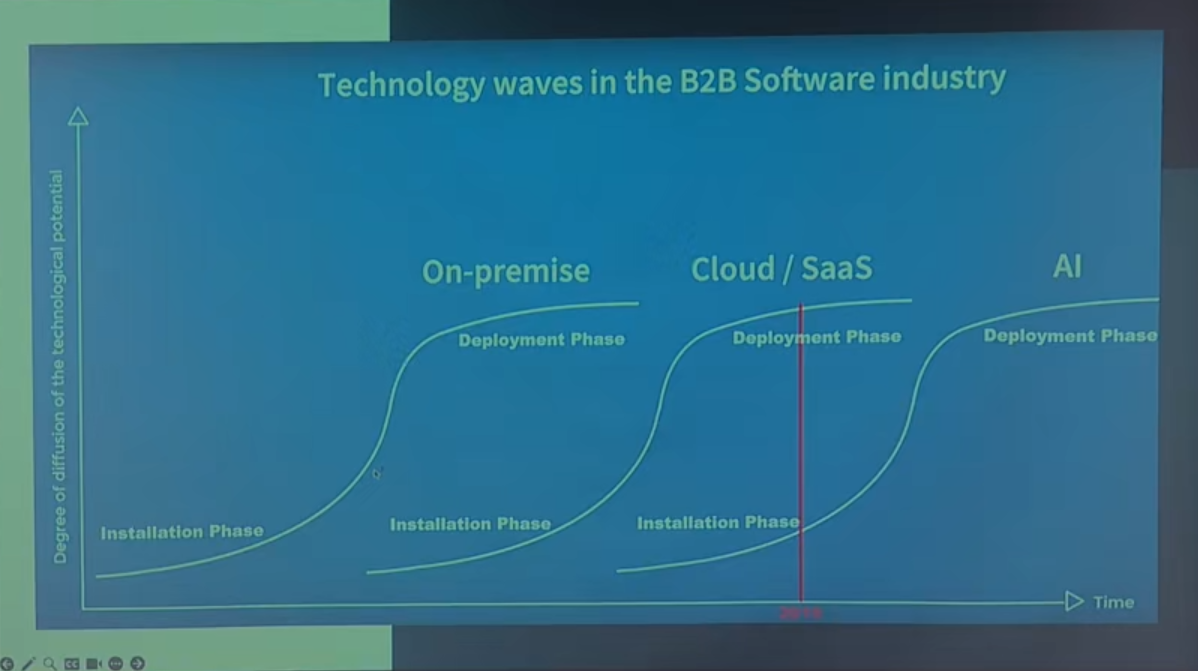 Technology waves in the B2B Software industry
Degree of diffusion of the technological potential
On-premise
Cloud / SaaS
AI
Deployment Phase
Deployment Phase
Deployment Phase
Installation Phase
Installation Phase
Installation Phase
Time
CC